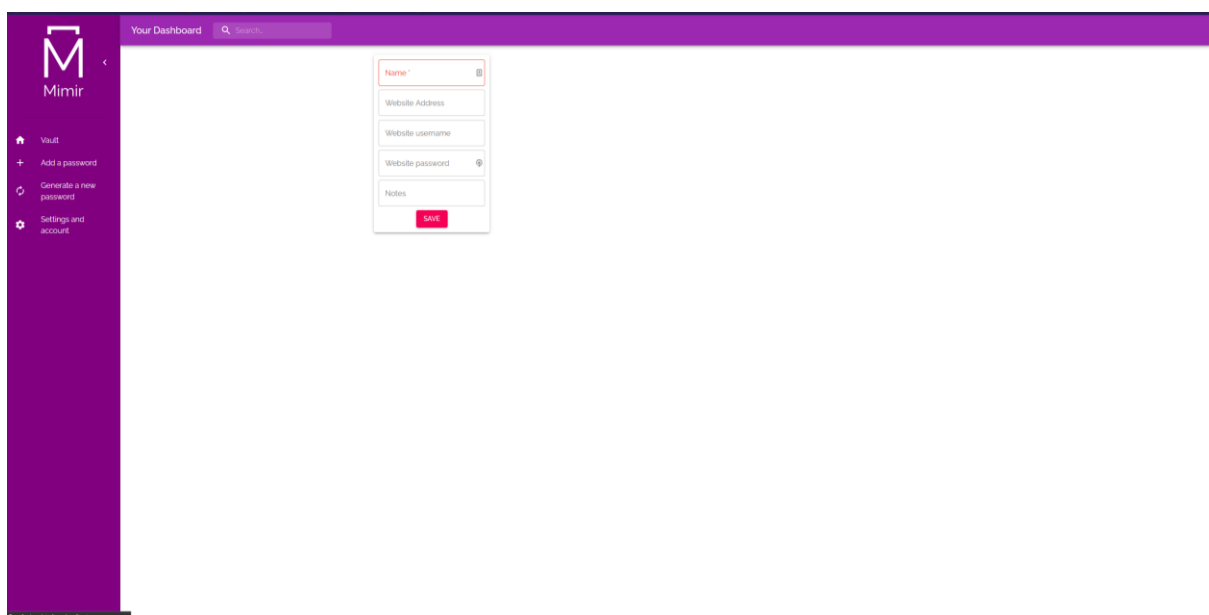 Your Dashboard
Search..
Mimir
Vault
Add a password
Generate a new
password
Settings and
account
Name *
Website Address
Website username
Website password
Notes
SAVE